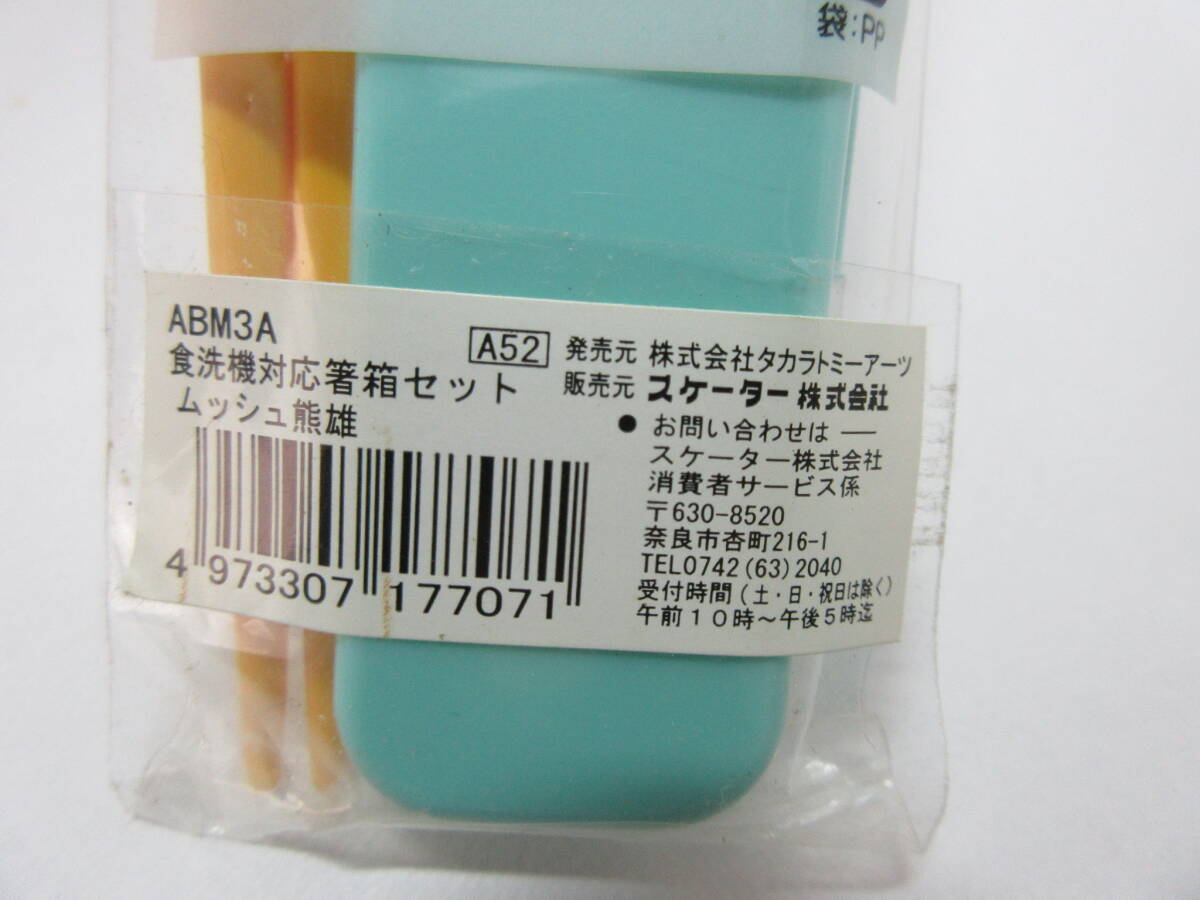 袋:PP
ABM3A
食洗機対応箸箱セット
ムッシュ熊雄
4 973307 177071
A52
発売元 株式会社タカラトミーアーツ
販売元 スケーター株式会社
● お問い合わせは ―
スケーター株式会社
消費者サービス係
〒630-8520
奈良市杏町216-1
TEL0742(63)2040
受付時間(土・日・祝日は除く)
午前10時～午後5時迄